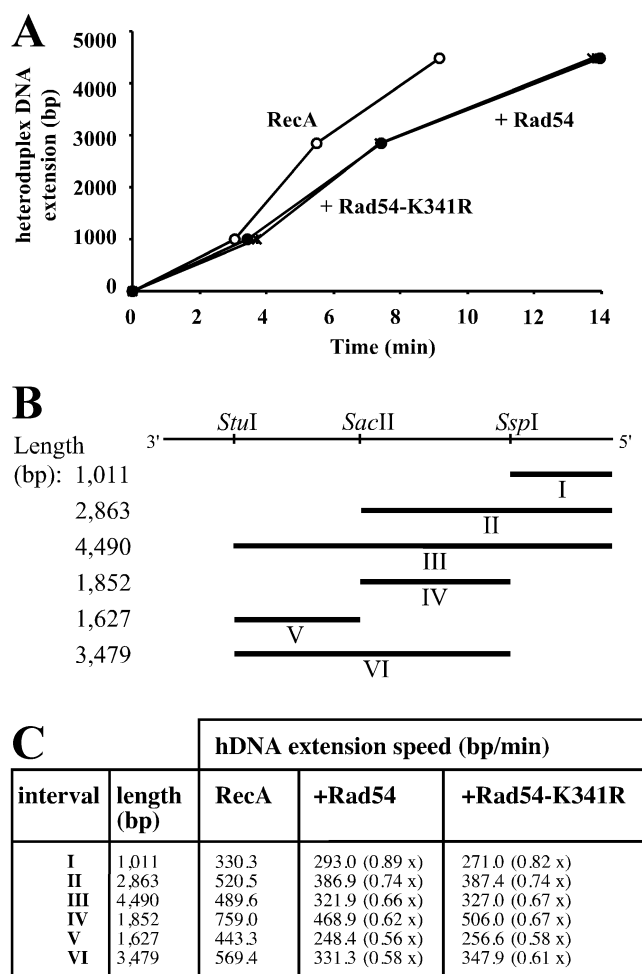 A
heteroduplex DNA
extension (bp)
5000
4000
3000
2000
1000
0
RecA
+ Rad54
+ Rad54-K341R
0 2 4 6 8 10 12 14
Time (min)
B
StuI SacII SspI
3' 5'
Length
(bp): 1,011
I
2,863
II
4,490
III
1,852
IV
1,627
V
3,479
VI
C
hDNA extension speed (bp/min)
interval length (bp) RecA +Rad54 +Rad54-K341R
I 1,011 330.3 293.0 (0.89 x) 271.0 (0.82 x)
II 2,863 520.5 386.9 (0.74 x) 387.4 (0.74 x)
III 4,490 489.6 321.9 (0.66 x) 327.0 (0.67 x)
IV 1,852 759.0 468.9 (0.62 x) 506.0 (0.67 x)
V 1,627 443.3 248.4 (0.56 x) 256.6 (0.58 x)
VI 3,479 569.4 331.3 (0.58 x) 347.9 (0.61 x)